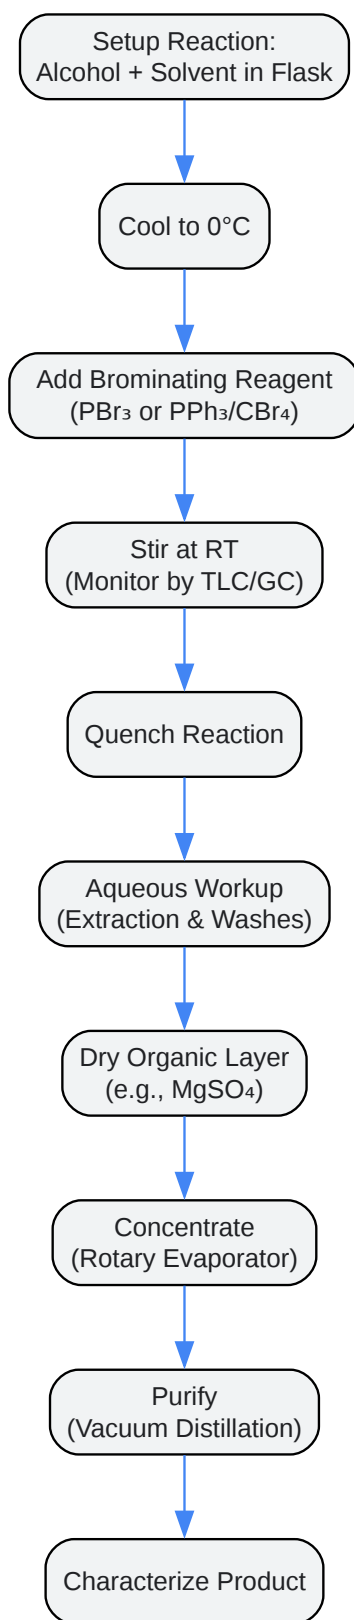 Setup Reaction:
Alcohol + Solvent in Flask
Cool to 0°C
Add Brominating Reagent
(PBr₃ or PPh₃/CBr₄)
Stir at RT
(Monitor by TLC/GC)
Quench Reaction
Aqueous Workup
(Extraction & Washes)
Dry Organic Layer
(e.g., MgSO₄)
Concentrate
(Rotary Evaporator)
Purify
(Vacuum Distillation)
Characterize Product